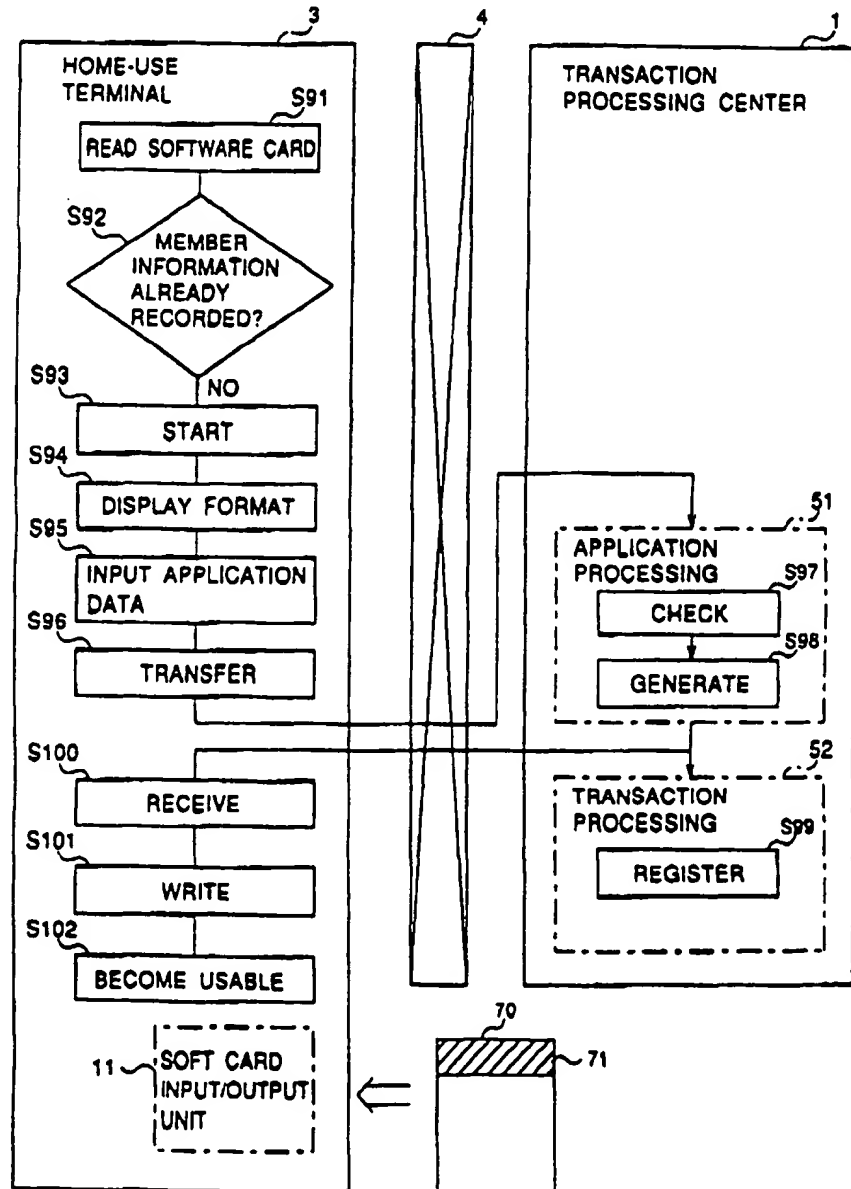 3
4
1
HOME-USE
TERMINAL
TRANSACTION
PROCESSING CENTER
S91
READ SOFTWARE CARD
S92
MEMBER
INFORMATION
ALREADY
RECORDED?
NO
S93
START
S94
DISPLAY FORMAT
S95
INPUT APPLICATION
DATA
S96
TRANSFER
51
APPLICATION
PROCESSING
S97
CHECK
S98
GENERATE
S100
RECEIVE
S101
WRITE
S102
BECOME USABLE
52
TRANSACTION
PROCESSING
S99
REGISTER
11
SOFT CARD
INPUT/OUTPUT
UNIT
70
71